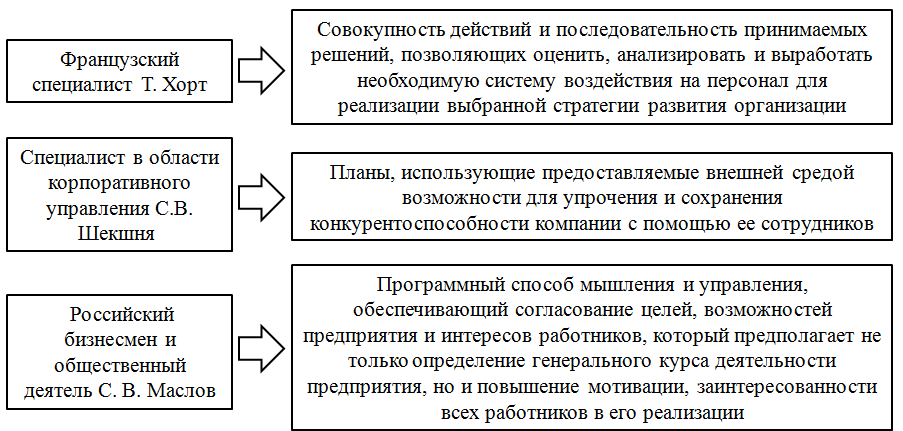 Французский
специалист Т. Хорт
Совокупность действий и последовательность принимаемых
решений, позволяющих оценить, анализировать и выработать
необходимую систему воздействия на персонал для
реализации выбранной стратегии развития организации
Специалист в области
корпоративного
управления С.В.
Шекшня
Планы, использующие предоставляемые внешней средой
возможности для упрочения и сохранения
конкурентоспособности компании с помощью ее сотрудников
Российский
бизнесмен и
общественный
деятель С. В. Маслов
Программный способ мышления и управления,
обеспечивающий согласование целей, возможностей
предприятия и интересов работников, который предполагает не
только определение генерального курса деятельности
предприятия, но и повышение мотивации, заинтересованности
всех работников в его реализации